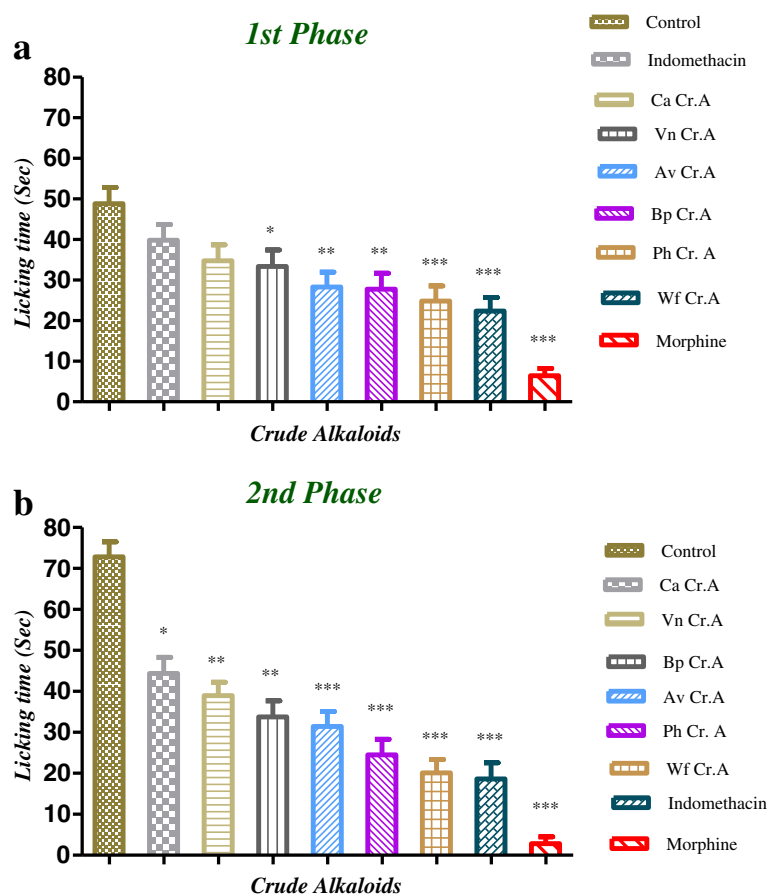 a
1st Phase
80
70
60
50
40
30
20
10
0
Licking time (Sec)
*
**
**
***
***
***
Crude Alkaloids
Control
Indomethacin
Ca Cr.A
Vn Cr.A
Av Cr.A
Bp Cr.A
Ph Cr. A
Wf Cr.A
Morphine
b
2nd Phase
80
70
60
50
40
30
20
10
0
Licking time (Sec)
*
**
**
***
***
***
***
***
Crude Alkaloids
Control
Ca Cr.A
Vn Cr.A
Bp Cr.A
Av Cr.A
Ph Cr. A
Wf Cr.A
Indomethacin
Morphine